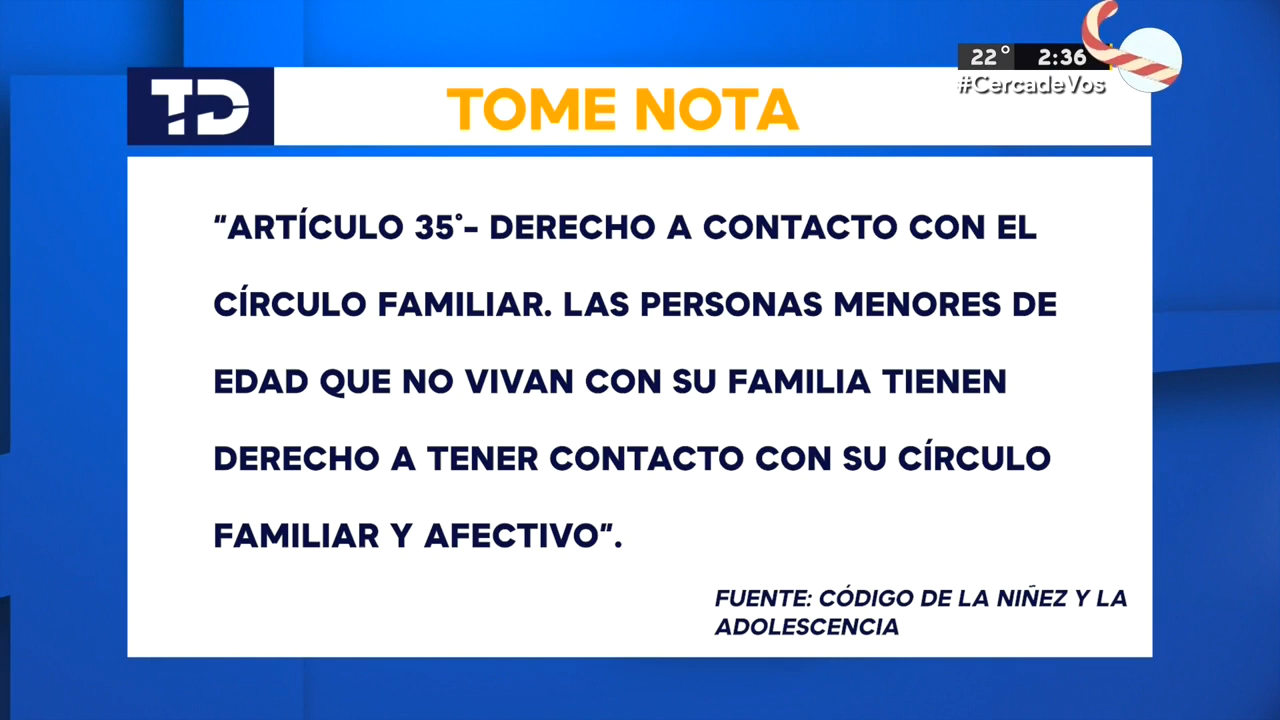 22° 2:36
#CercadeVos
TD TOME NOTA
“ARTÍCULO 35°- DERECHO A CONTACTO CON EL
CÍRCULO FAMILIAR. LAS PERSONAS MENORES DE
EDAD QUE NO VIVAN CON SU FAMILIA TIENEN
DERECHO A TENER CONTACTO CON SU CÍRCULO
FAMILIAR Y AFECTIVO”.
FUENTE: CÓDIGO DE LA NIÑEZ Y LA
ADOLESCENCIA